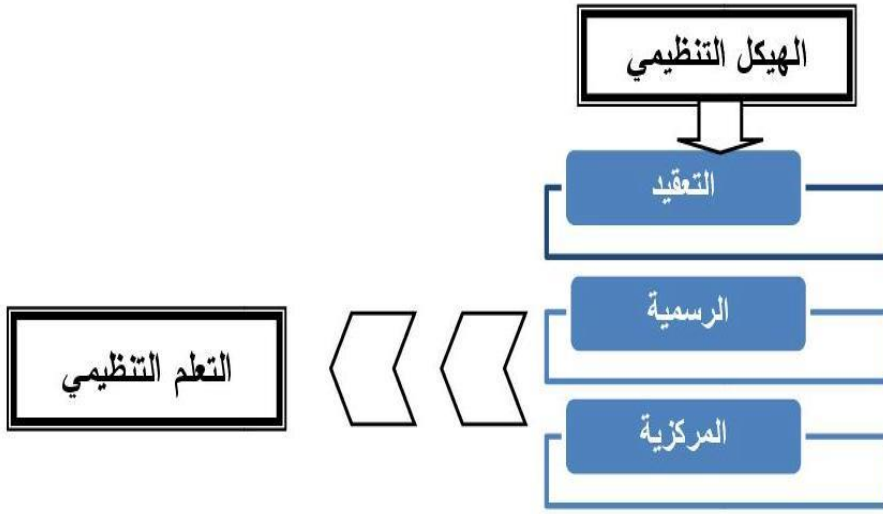 الهيكل التنظيمي
التعقيد
الرسمية
المركزية
التعلم التنظيمي